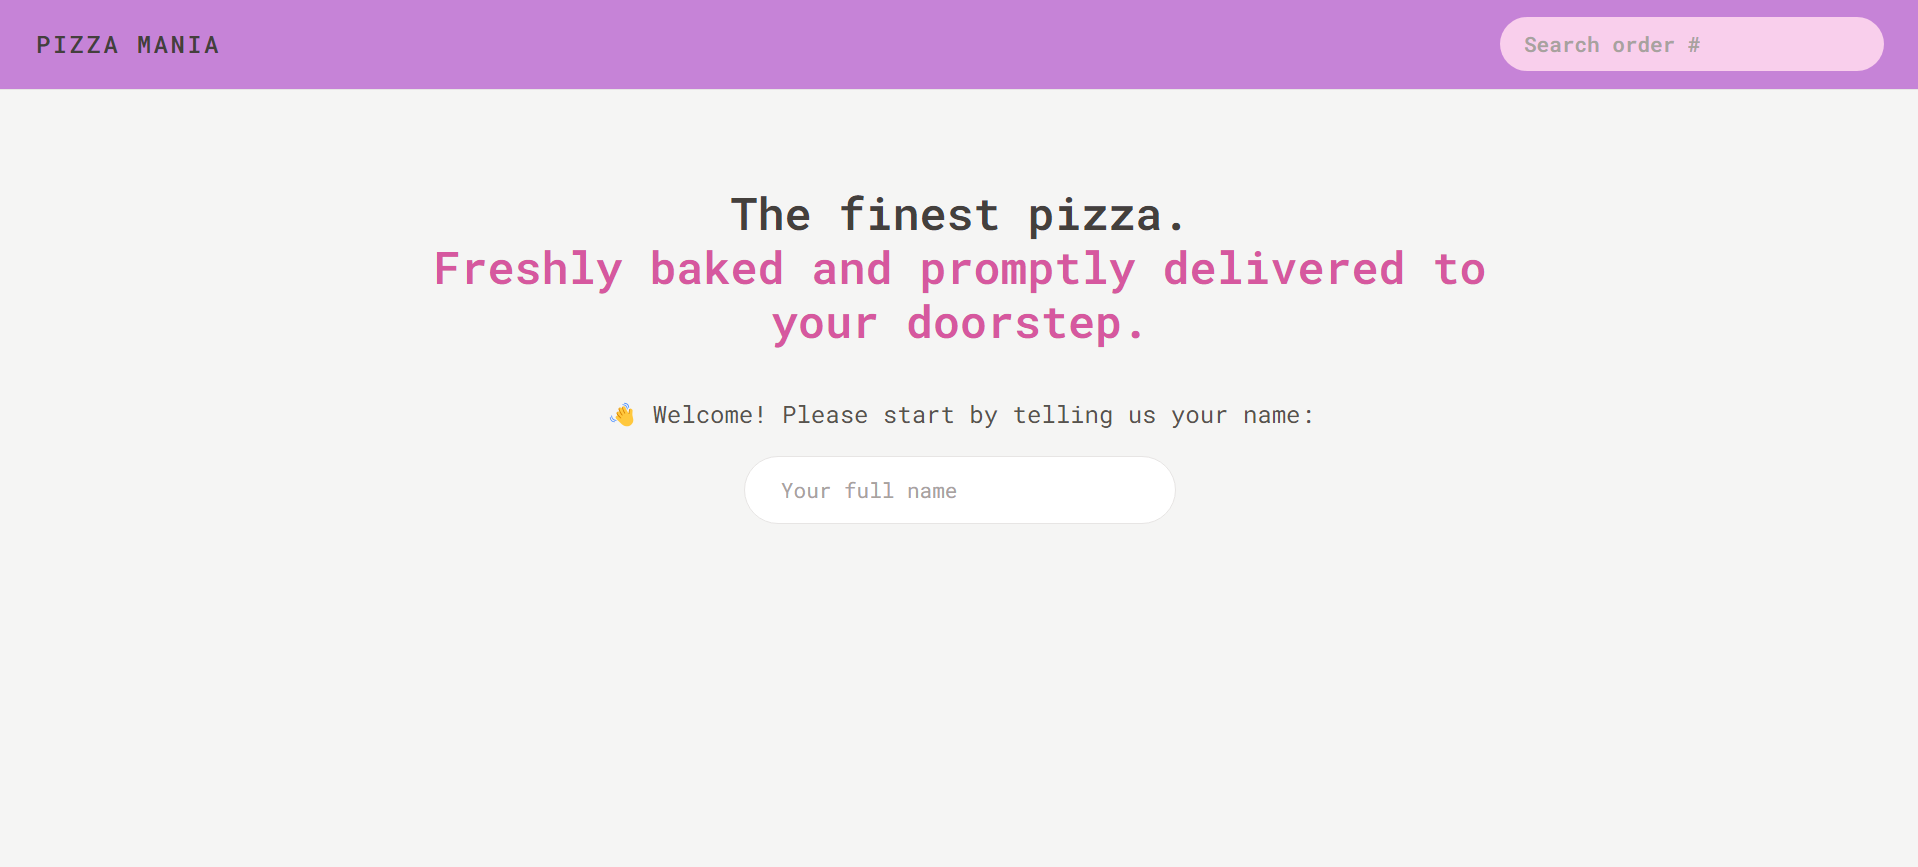 PIZZA MANIA
Search order #
The finest pizza.
Freshly baked and promptly delivered to
your doorstep.
👋 Welcome! Please start by telling us your name:
Your full name